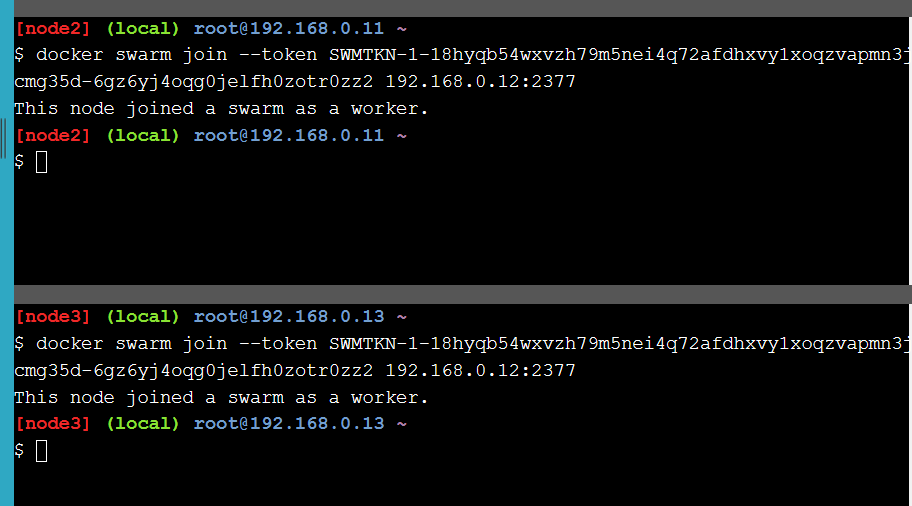 [node2] (local) root@192.168.0.11 ~
$ docker swarm join --token SWMTKN-1-18hyqb54wxvzh79m5nei4q72afdhxvy1xoqzvapmn3j
cmg35d-6gz6yj4oqg0jelfh0zotr0zz2 192.168.0.12:2377
This node joined a swarm as a worker.
[node2] (local) root@192.168.0.11 ~
$
[node3] (local) root@192.168.0.13 ~
$ docker swarm join --token SWMTKN-1-18hyqb54wxvzh79m5nei4q72afdhxvy1xoqzvapmn3j
cmg35d-6gz6yj4oqg0jelfh0zotr0zz2 192.168.0.12:2377
This node joined a swarm as a worker.
[node3] (local) root@192.168.0.13 ~
$